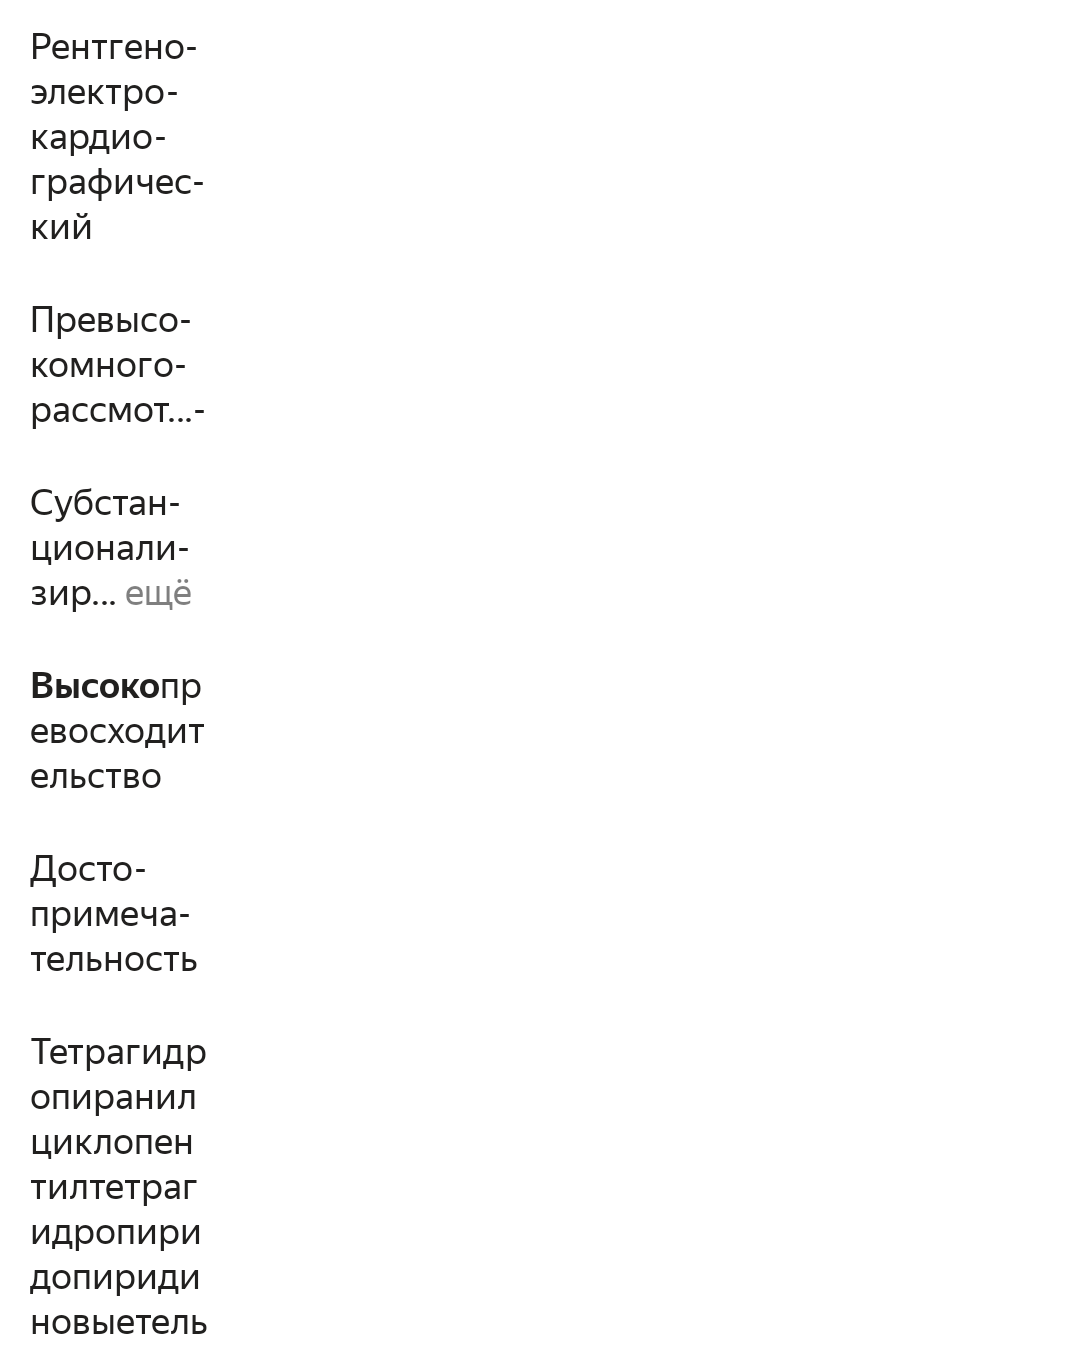 Рентгено-
электро-
кардио-
графичес-
кий
Превысо-
комного-
рассмот...-
Субстан-
ционали-
зир... ещё
Высокопр
евосходит
ельство
Досто-
примеча-
тельность
Тетрагидр
опиранил
циклопен
тилтетраг
идропири
допириди
новыетель